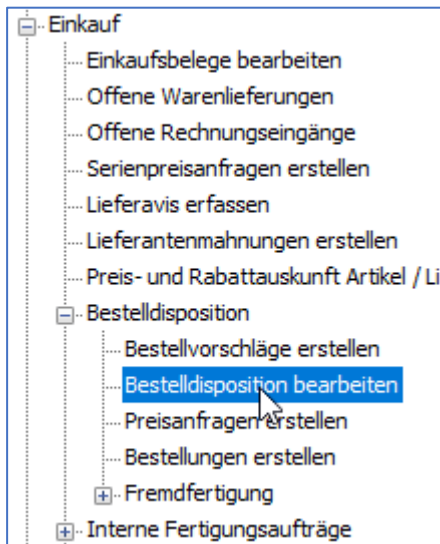 Einkauf
Einkaufsbelege bearbeiten
Offene Warenlieferungen
Offene Rechnungseingänge
Serienpreisanfragen erstellen
Lieferavis erfassen
Lieferantenmahnungen erstellen
Preis- und Rabattauskunft Artikel / Li
Bestelldisposition
Bestellvorschläge erstellen
Bestelldisposition bearbeiten
Preisanfragen erstellen
Bestellungen erstellen
Fremdfertigung
Interne Fertigungsaufträge